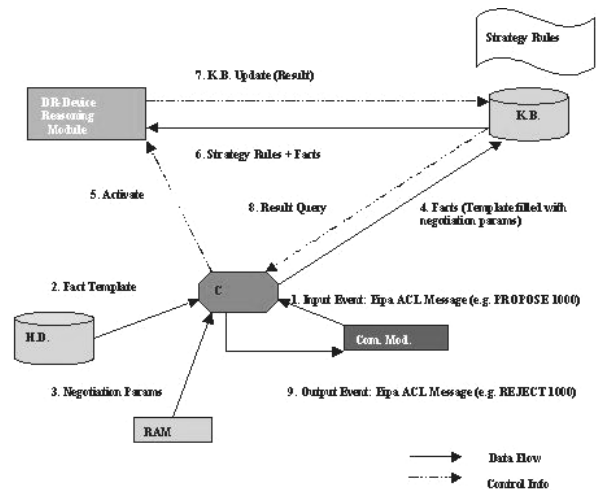 Strategy Rules
7. K.B. Update (Result)
DR-Device
Reasoning
Module
K.B.
6. Strategy Rules + Facts
5. Activate
8. Result Query
4. Facts (Template filled with
negotiation params)
2. Fact Template
C
1. Input Event: Fipa ACL Message (e.g. PROPOSE 1000)
H.D.
Com. Mod.
3. Negotiation Params
9. Output Event: Fipa ACL Message (e.g. REJECT 1000)
RAM
Data Flow
Control Info